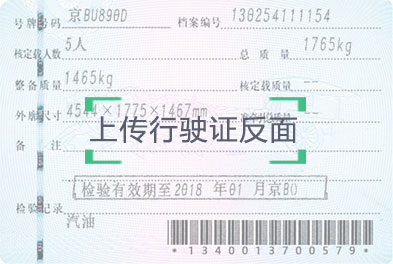 号牌号码 京BU890D 档案编号 130254111154
核定载人数 5人 总质量 1765kg
整备质量 1465kg 核定载质量 --
外廓尺寸 4544×1775×1467mm --
上传行驶证反面
备注
检验有效期至2018年01月京BO
检验记录
汽油
*1340013700579*